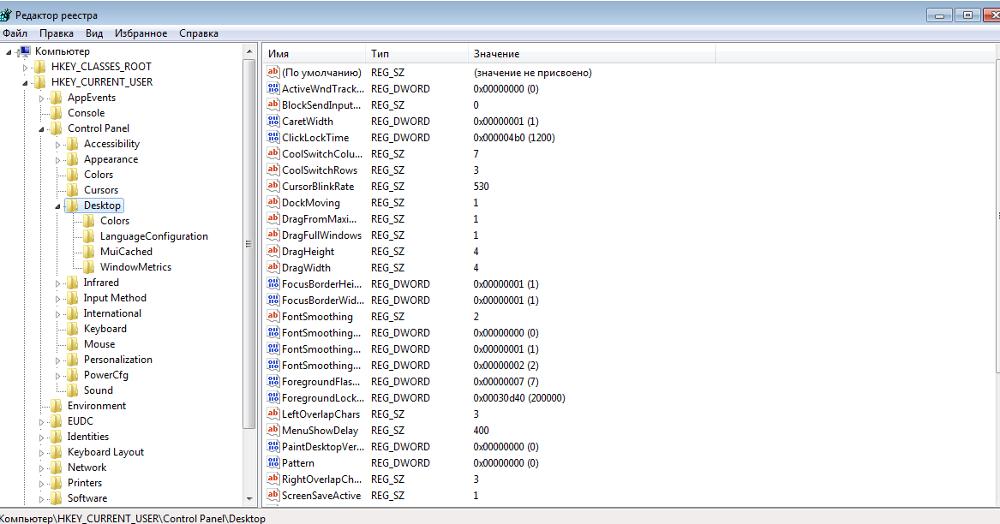 Редактор реестра
Файл Правка Вид Избранное Справка
Компьютер
HKEY_CLASSES_ROOT
HKEY_CURRENT_USER
AppEvents
Console
Control Panel
Accessibility
Appearance
Colors
Cursors
Desktop
Colors
LanguageConfiguration
MuiCached
WindowMetrics
Infrared
Input Method
International
Keyboard
Mouse
Personalization
PowerCfg
Sound
Environment
EUDC
Identities
Keyboard Layout
Network
Printers
Software
Имя Тип Значение
(По умолчанию) REG_SZ (значение не присвоено)
ActiveWndTrack... REG_DWORD 0x00000000 (0)
BlockSendInput... REG_SZ 0
CaretWidth REG_DWORD 0x00000001 (1)
ClickLockTime REG_DWORD 0x000004b0 (1200)
CoolSwitchColu... REG_SZ 7
CoolSwitchRows REG_SZ 3
CursorBlinkRate REG_SZ 530
DockMoving REG_SZ 1
DragFromMaxi... REG_SZ 1
DragFullWindows REG_SZ 1
DragHeight REG_SZ 4
DragWidth REG_SZ 4
FocusBorderHei... REG_DWORD 0x00000001 (1)
FocusBorderWid... REG_DWORD 0x00000001 (1)
FontSmoothing REG_SZ 2
FontSmoothing... REG_DWORD 0x00000000 (0)
FontSmoothing... REG_DWORD 0x00000001 (1)
FontSmoothing... REG_DWORD 0x00000002 (2)
ForegroundFlas... REG_DWORD 0x00000007 (7)
ForegroundLock... REG_DWORD 0x00030d40 (200000)
LeftOverlapChars REG_SZ 3
MenuShowDelay REG_SZ 400
PaintDesktopVer... REG_DWORD 0x00000000 (0)
Pattern REG_DWORD 0x00000000 (0)
RightOverlapCh... REG_SZ 3
ScreenSaveActive REG_SZ 1
Компьютер\HKEY_CURRENT_USER\Control Panel\Desktop